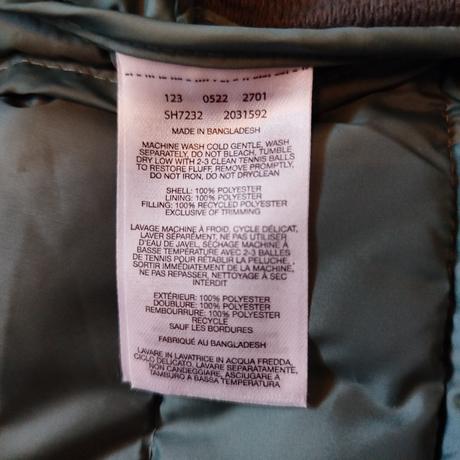 123 0522 2701
SH7232 2031592
MADE IN BANGLADESH
MACHINE WASH COLD GENTLE, WASH
SEPARATELY, DO NOT BLEACH, TUMBLE
DRY LOW WITH 2-3 CLEAN TENNIS BALLS
TO RESTORE FLUFF, REMOVE PROMPTLY,
DO NOT IRON, DO NOT DRYCLEAN
SHELL: 100% POLYESTER
LINING: 100% POLYESTER
FILLING: 100% RECYCLED POLYESTER
EXCLUSIVE OF TRIMMING
LAVAGE MACHINE À FROID, CYCLE DÉLICAT,
LAVER SÉPARÉMENT, NE PAS UTILISER
D'EAU DE JAVEL, SÉCHAGE MACHINE À
BASSE TEMPÉRATURE AVEC 2-3 BALLES
DE TENNIS POUR RÉTABLIR LA PELUCHE,
SORTIR IMMÉDIATEMENT DE LA MACHINE,
NE PAS REPASSER, NETTOYAGE À SEC
INTERDIT
EXTÉRIEUR: 100% POLYESTER
DOUBLURE: 100% POLYESTER
REMBOURRURE: 100% POLYESTER
RECYCLE
SAUF LES BORDURES
FABRIQUÉ AU BANGLADESH
LAVARE IN LAVATRICE IN ACQUA FREDDA,
CICLO DELICATO, LAVARE SEPARATAMENTE,
NON CANDEGGIARE, ASCIUGARE A
TAMBURO A BASSA TEMPERATURA